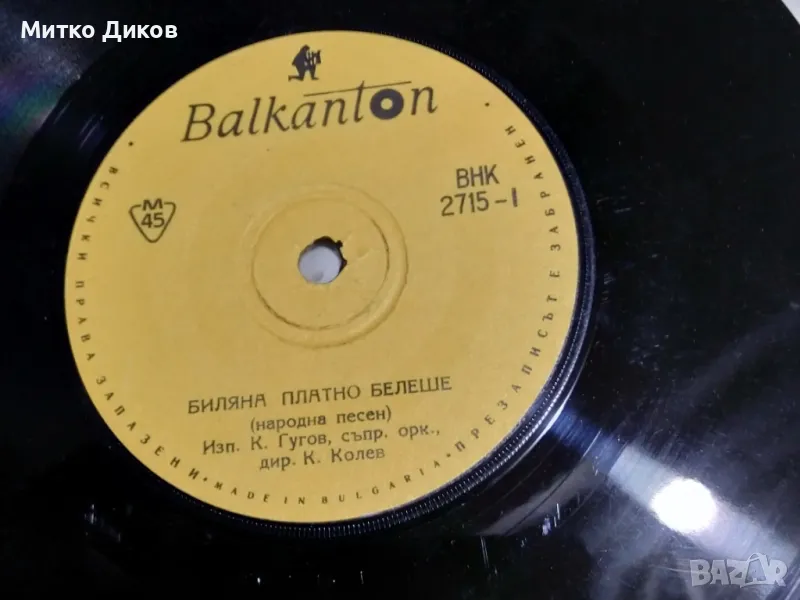 Митко Диков
Balkanton
М
45
ВНК
2715-I
БИЛЯНА ПЛАТНО БЕЛЕШЕ
(народна песен)
Изп. К. Гугов, съпр. орк.,
дир. К. Колев
• ВСИЧКИ ПРАВА ЗАПАЗЕНИ • MADE IN BULGARIA • ПРЕЗАПИСЪТ Е ЗАБРАНЕН •
BAZAR